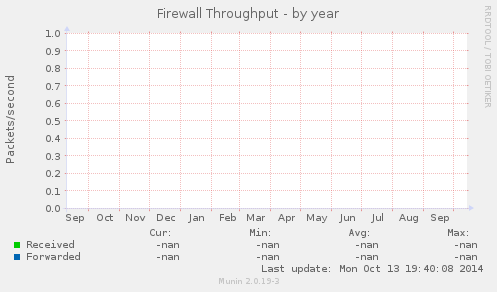 Firewall Throughput - by year
RRDTOOL / TOBI OETIKER
Packets/second
1.0
0.9
0.8
0.7
0.6
0.5
0.4
0.3
0.2
0.1
0.0
Sep Oct Nov Dec Jan Feb Mar Apr May Jun Jul Aug Sep
Cur: Min: Avg: Max:
Received -nan -nan -nan -nan
Forwarded -nan -nan -nan -nan
Last update: Mon Oct 13 19:40:08 2014
Munin 2.0.19-3